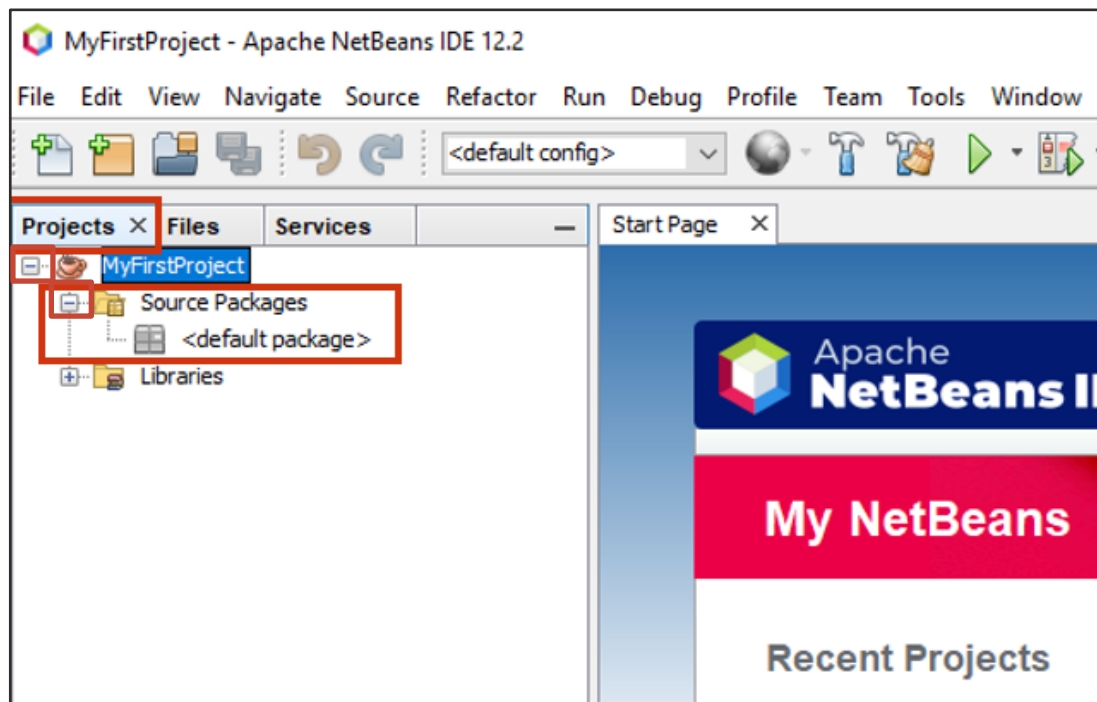 MyFirstProject - Apache NetBeans IDE 12.2
File Edit View Navigate Source Refactor Run Debug Profile Team Tools Window
<default config>
Projects Files Services
Start Page
MyFirstProject
Source Packages
<default package>
Libraries
Apache
NetBeans
My NetBeans
Recent Projects